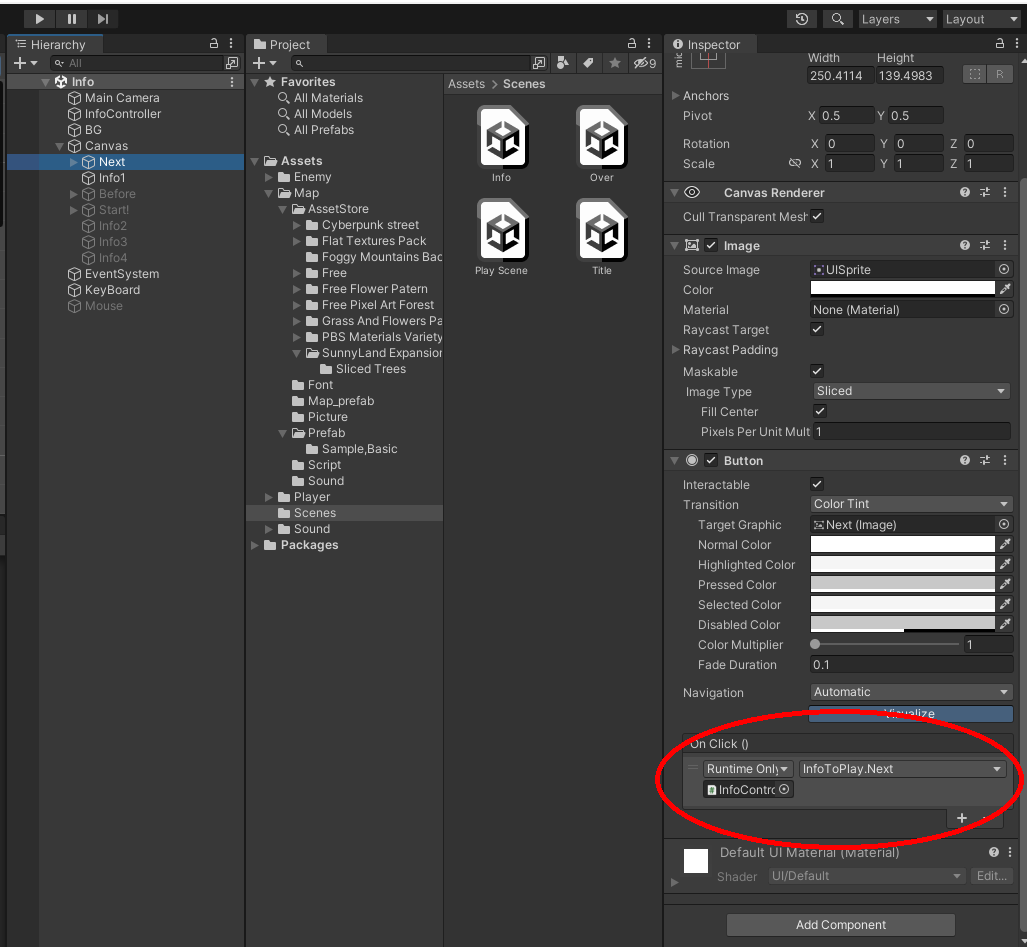 Layers
Layout
Hierarchy
All
Info
Main Camera
InfoController
BG
Canvas
Next
Info1
Before
Start!
Info2
Info3
Info4
EventSystem
KeyBoard
Mouse
Project
9
Favorites
All Materials
All Models
All Prefabs
Assets
Enemy
Map
AssetStore
Cyberpunk street
Flat Textures Pack
Foggy Mountains Bac
Free
Free Flower Patern
Free Pixel Art Forest
Grass And Flowers Pa
PBS Materials Variety
SunnyLand Expansion
Sliced Trees
Font
Map_prefab
Picture
Prefab
Sample,Basic
Script
Sound
Player
Scenes
Sound
Packages
Assets > Scenes
Info
Over
Play Scene
Title
Inspector
Width Height
250.4114 139.4983
R
Anchors
Pivot X 0.5 Y 0.5
Rotation X 0 Y 0 Z 0
Scale X 1 Y 1 Z 1
Canvas Renderer
Cull Transparent Mesh
Image
Source Image UISprite
Color
Material None (Material)
Raycast Target
Raycast Padding
Maskable
Image Type Sliced
Fill Center
Pixels Per Unit Mult 1
Button
Interactable
Transition Color Tint
Target Graphic Next (Image)
Normal Color
Highlighted Color
Pressed Color
Selected Color
Disabled Color
Color Multiplier 1
Fade Duration 0.1
Navigation Automatic
Visualize
On Click ()
Runtime Only InfoToPlay.Next
InfoContro
Default UI Material (Material)
Shader UI/Default Edit...
Add Component